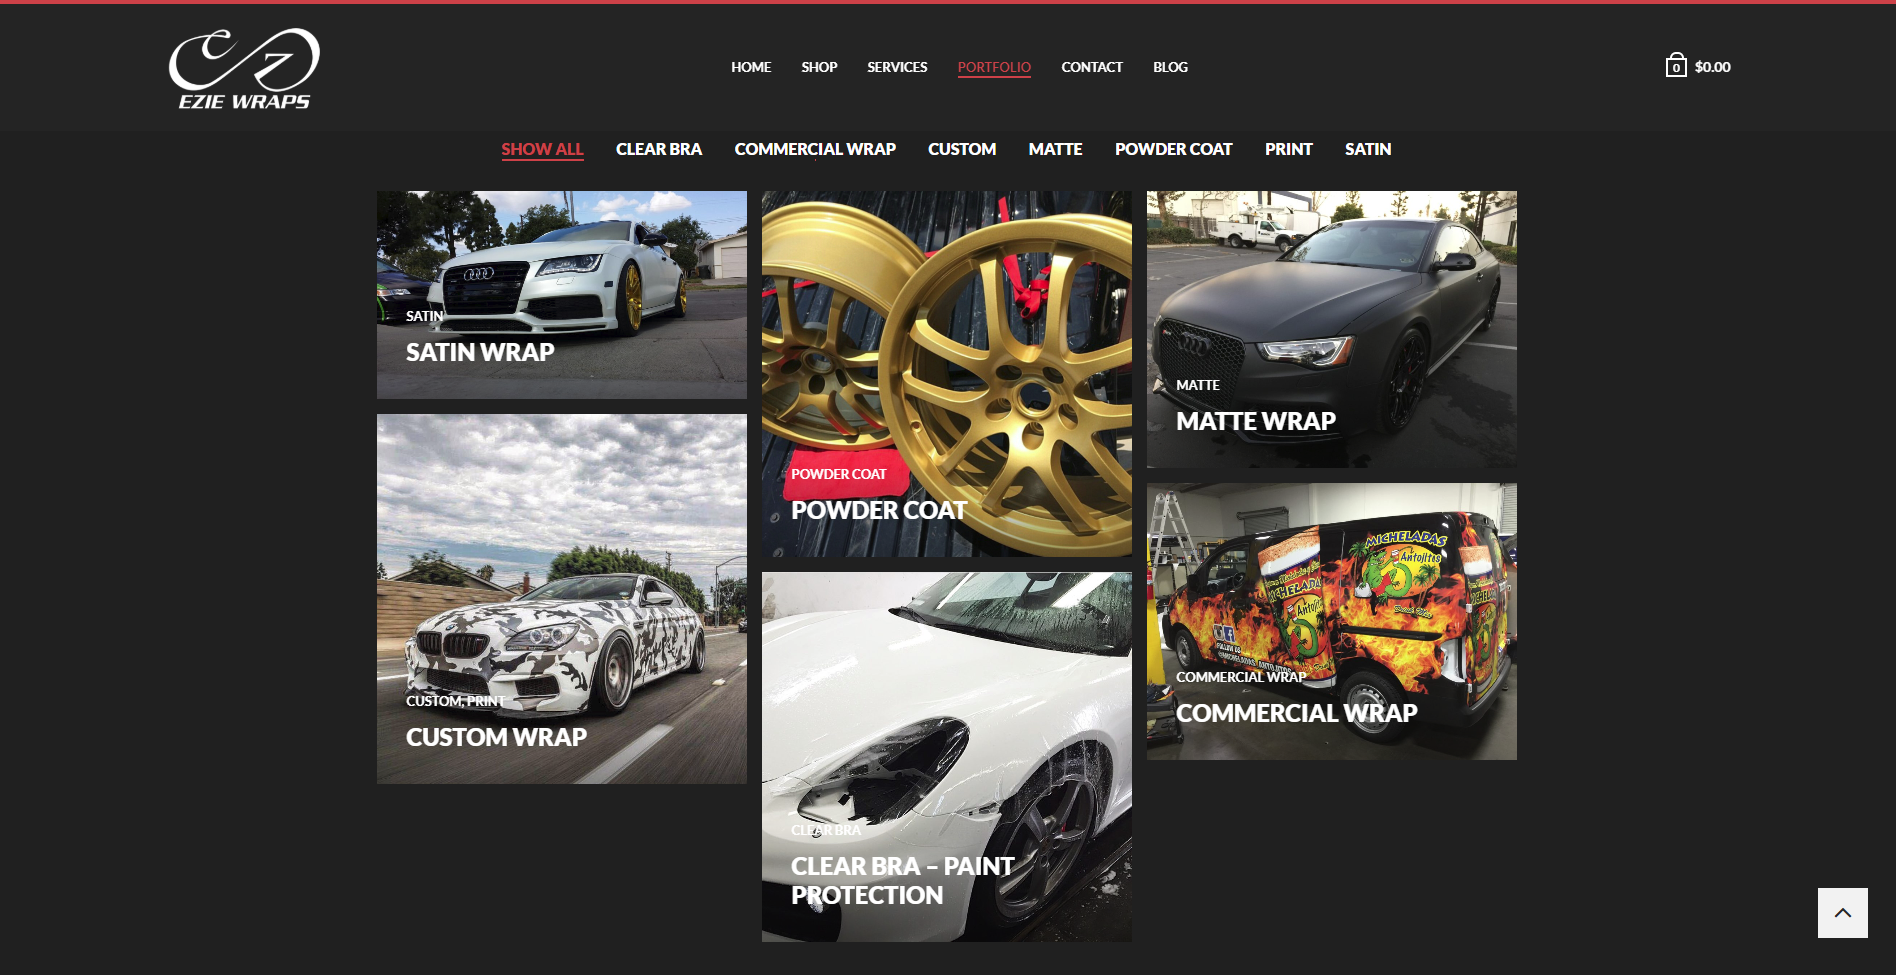 EZIE WRAPS
HOME SHOP SERVICES PORTFOLIO CONTACT BLOG
0 $0.00
SHOW ALL CLEAR BRA COMMERCIAL WRAP CUSTOM MATTE POWDER COAT PRINT SATIN
SATIN
SATIN WRAP
POWDER COAT
POWDER COAT
MATTE
MATTE WRAP
CUSTOM, PRINT
CUSTOM WRAP
MICHELADAS
Antojitos
FOLLOW US
COMMERCIAL WRAP
COMMERCIAL WRAP
CLEAR BRA
CLEAR BRA – PAINT
PROTECTION